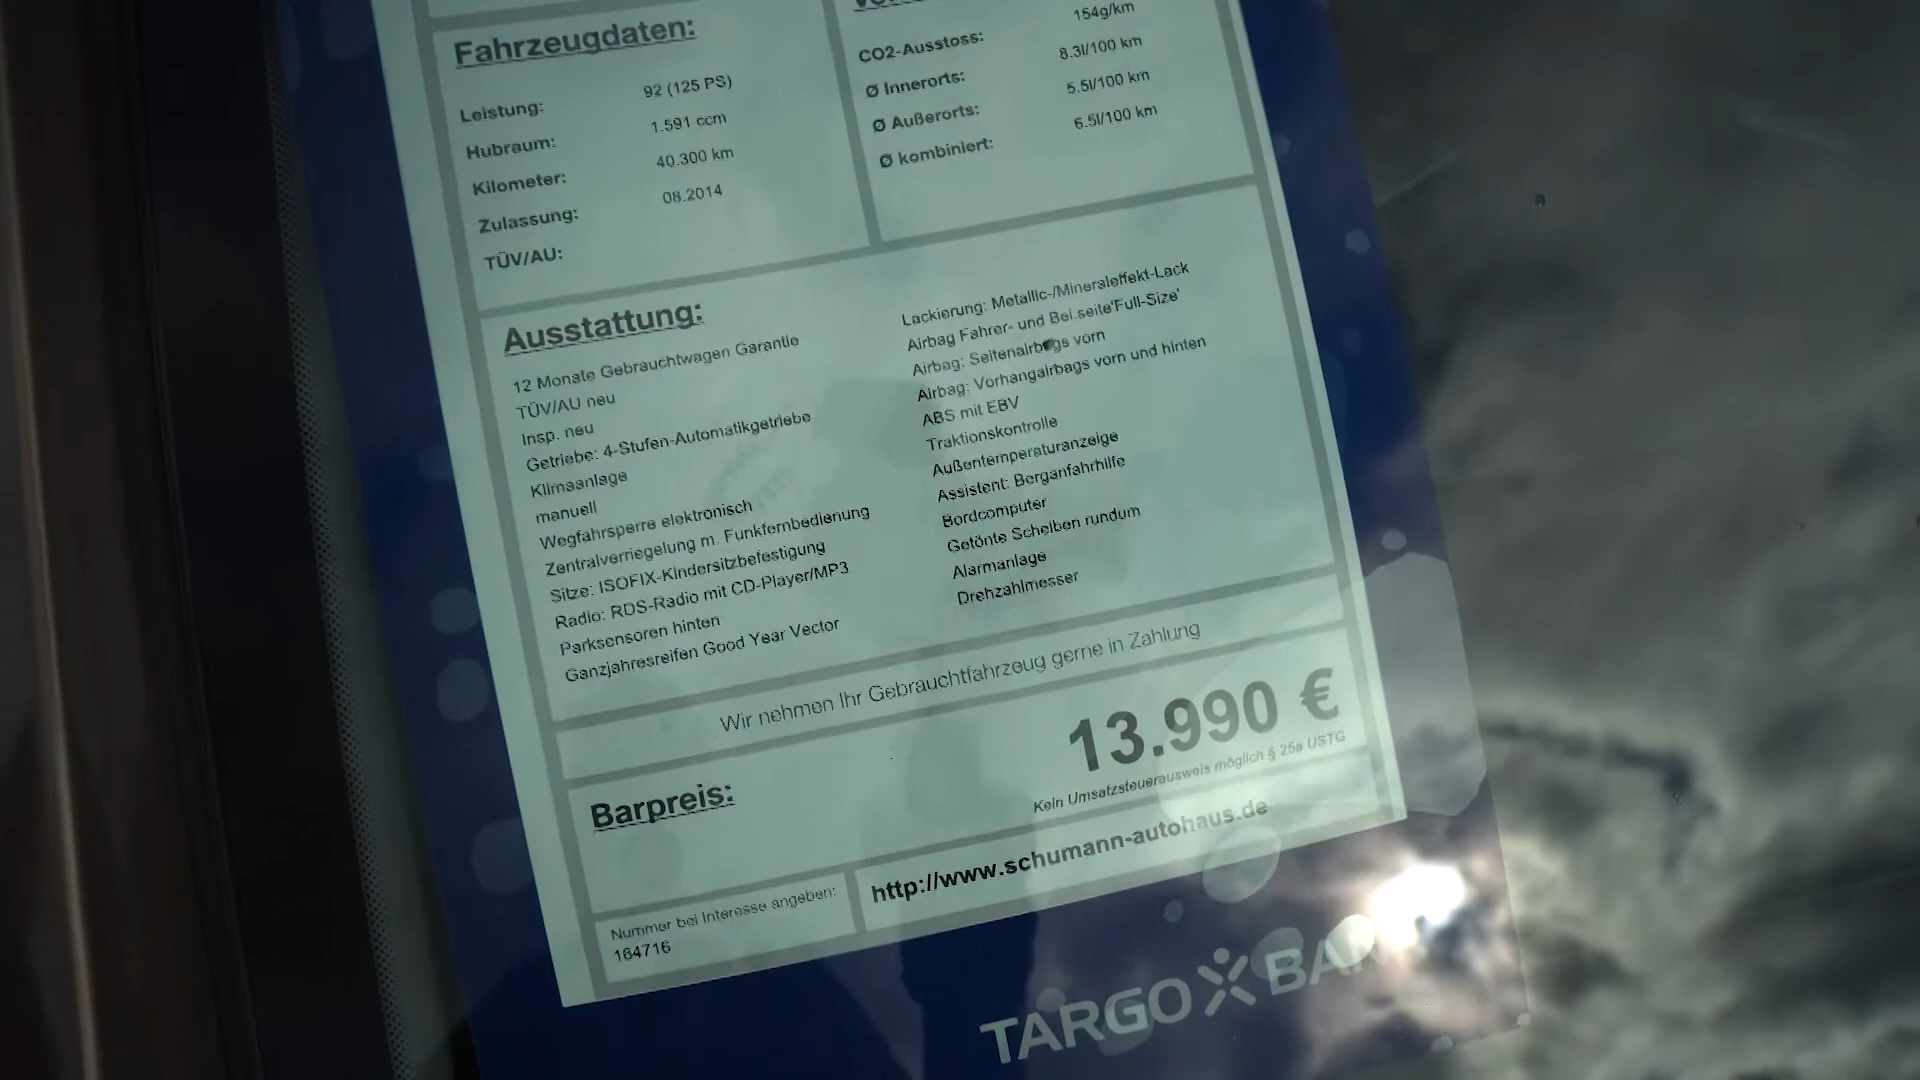 Fahrzeugdaten:
Leistung: 92 (125 PS)
Hubraum: 1.591 ccm
Kilometer: 40.300 km
Zulassung: 08.2014
TÜV/AU:
154g/km
CO2-Ausstoss: 8.3l/100 km
Ø Innerorts: 5.5l/100 km
Ø Außerorts: 6.5l/100 km
Ø kombiniert:
Ausstattung:
12 Monate Gebrauchtwagen Garantie
TÜV/AU neu
Insp. neu
Getriebe: 4-Stufen-Automatikgetriebe
Klimaanlage
manuell
Wegfahrsperre elektronisch
Zentralverriegelung m. Funkfernbedienung
Sitze: ISOFIX-Kindersitzbefestigung
Radio: RDS-Radio mit CD-Player/MP3
Parksensoren hinten
Ganzjahresreifen Good Year Vector
Lackierung: Metallic-/Mineraleffekt-Lack
Airbag Fahrer- und Bei.seite'Full-Size'
Airbag: Seitenairbags vorn
Airbag: Vorhangairbags vorn und hinten
ABS mit EBV
Traktionskontrolle
Außentemperaturanzeige
Assistent: Berganfahrhilfe
Bordcomputer
Getönte Scheiben rundum
Alarmanlage
Drehzahlmesser
Wir nehmen Ihr Gebrauchtfahrzeug gerne in Zahlung
Barpreis:
13.990 €
Kein Umsatzsteuerausweis möglich § 25a USTG
Nummer bei Interesse angeben:
164716
http://www.schumann-autohaus.de
TARGO BANK